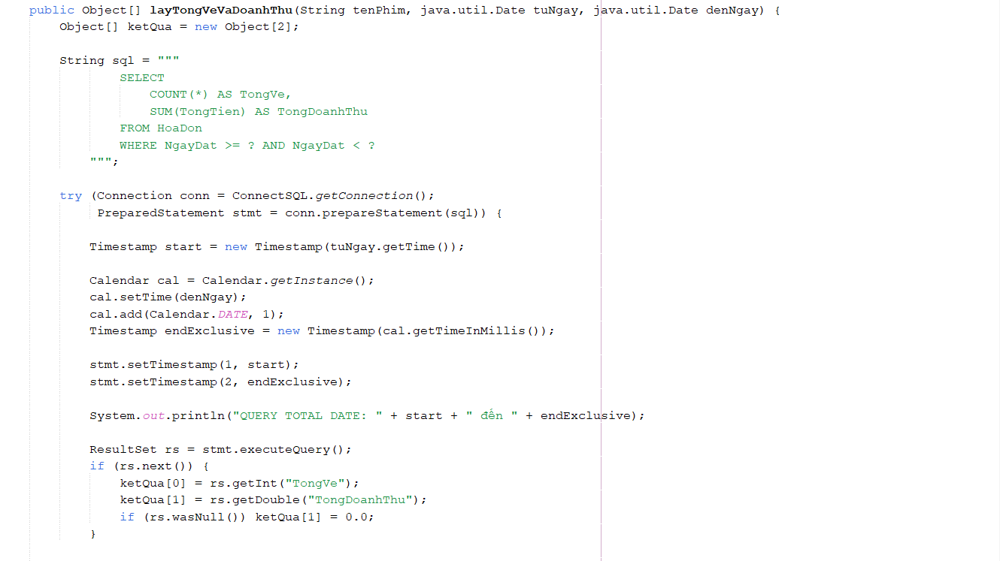 public Object[] layTongVeVaDoanhThu(String tenPhim, java.util.Date tuNgay, java.util.Date denNgay) {
Object[] ketQua = new Object[2];
String sql = """
SELECT
COUNT(*) AS TongVe,
SUM(TongTien) AS TongDoanhThu
FROM HoaDon
WHERE NgayDat >= ? AND NgayDat < ?
""";
try (Connection conn = ConnectSQL.getConnection();
PreparedStatement stmt = conn.prepareStatement(sql)) {
Timestamp start = new Timestamp(tuNgay.getTime());
Calendar cal = Calendar.getInstance();
cal.setTime(denNgay);
cal.add(Calendar.DATE, 1);
Timestamp endExclusive = new Timestamp(cal.getTimeInMillis());
stmt.setTimestamp(1, start);
stmt.setTimestamp(2, endExclusive);
System.out.println("QUERY TOTAL DATE: " + start + " đến " + endExclusive);
ResultSet rs = stmt.executeQuery();
if (rs.next()) {
ketQua[0] = rs.getInt("TongVe");
ketQua[1] = rs.getDouble("TongDoanhThu");
if (rs.wasNull()) ketQua[1] = 0.0;
}